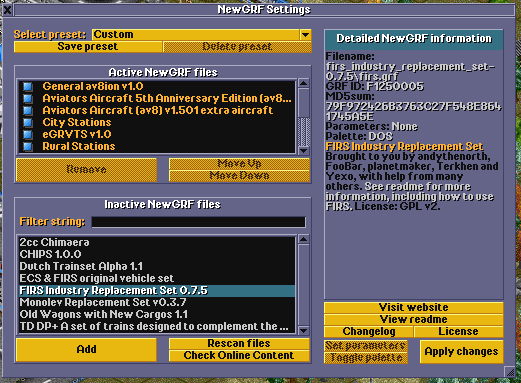 NewGRF Settings
Select preset: Custom
Save preset
Delete preset
Active NewGRF files
General av8ion v1.0
Aviators Aircraft 5th Anniversary Edition (av8...
Aviators Aircraft (av8) v1.501 extra aircraft
City Stations
eGRVTS v1.0
Rural Stations
Remove
Move Up
Move Down
Inactive NewGRF files
Filter string:
2cc Chimaera
CHIPS 1.0.0
Dutch Trainset Alpha 1.1
ECS & FIRS original vehicle set
FIRS Industry Replacement Set 0.7.5
Monolev Replacement Set v0.3.7
Old Wagons with New Cargos 1.1
TD DP+ A set of trains designed to complement the ...
Add
Rescan files
Check Online Content
Detailed NewGRF information
Filename:
firs_industry_replacement_set-
0.7.5\firs.grf
GRF ID: F1250005
MD5sum:
79F97242683763C27F548E864
1745A5E
Parameters: None
Palette: DOS
FIRS Industry Replacement Set
Brought to you by andythenorth,
FooBar, planetmaker, Terkhen and
Yexo, with help from many
others. See readme for more
information, including how to use
FIRS. License: GPL v2.
Visit website
View readme
Changelog
License
Set parameters
Toggle palette
Apply changes